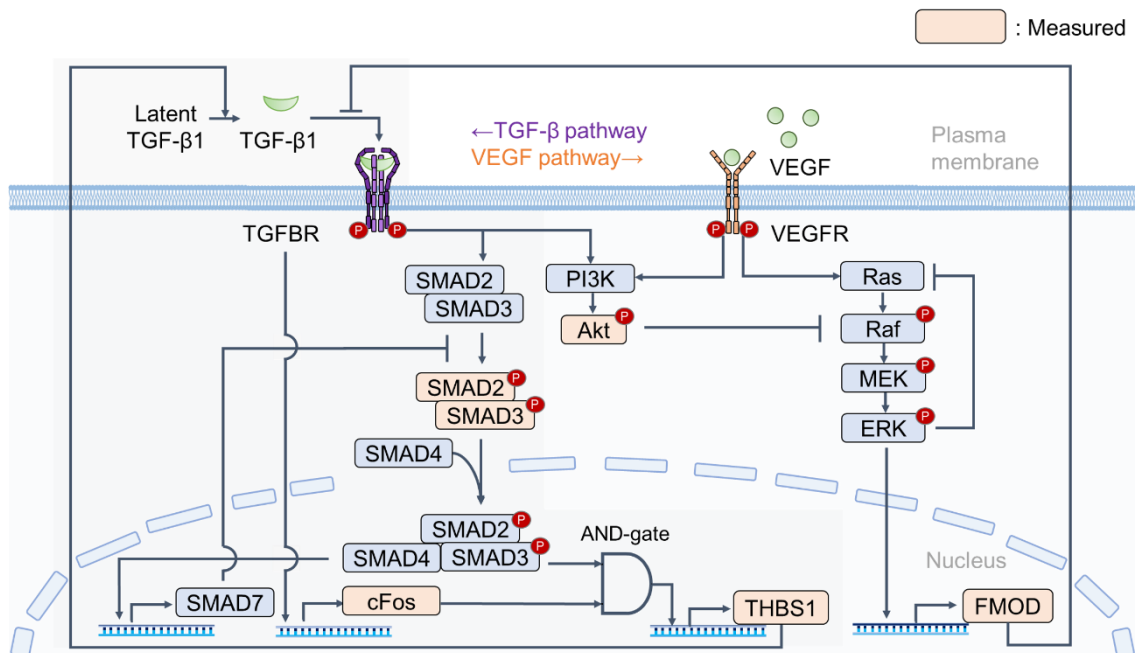 : Measured
Latent
TGF-β1
TGF-β1
←TGF-β pathway
VEGF pathway→
VEGF
Plasma
membrane
TGFBR
P
P
P
P
VEGFR
SMAD2
SMAD3
PI3K
Ras
Akt
P
Raf
P
SMAD2
P
SMAD3
P
MEK
P
ERK
P
SMAD4
SMAD2
P
SMAD4
SMAD3
P
AND-gate
Nucleus
SMAD7
cFos
THBS1
FMOD